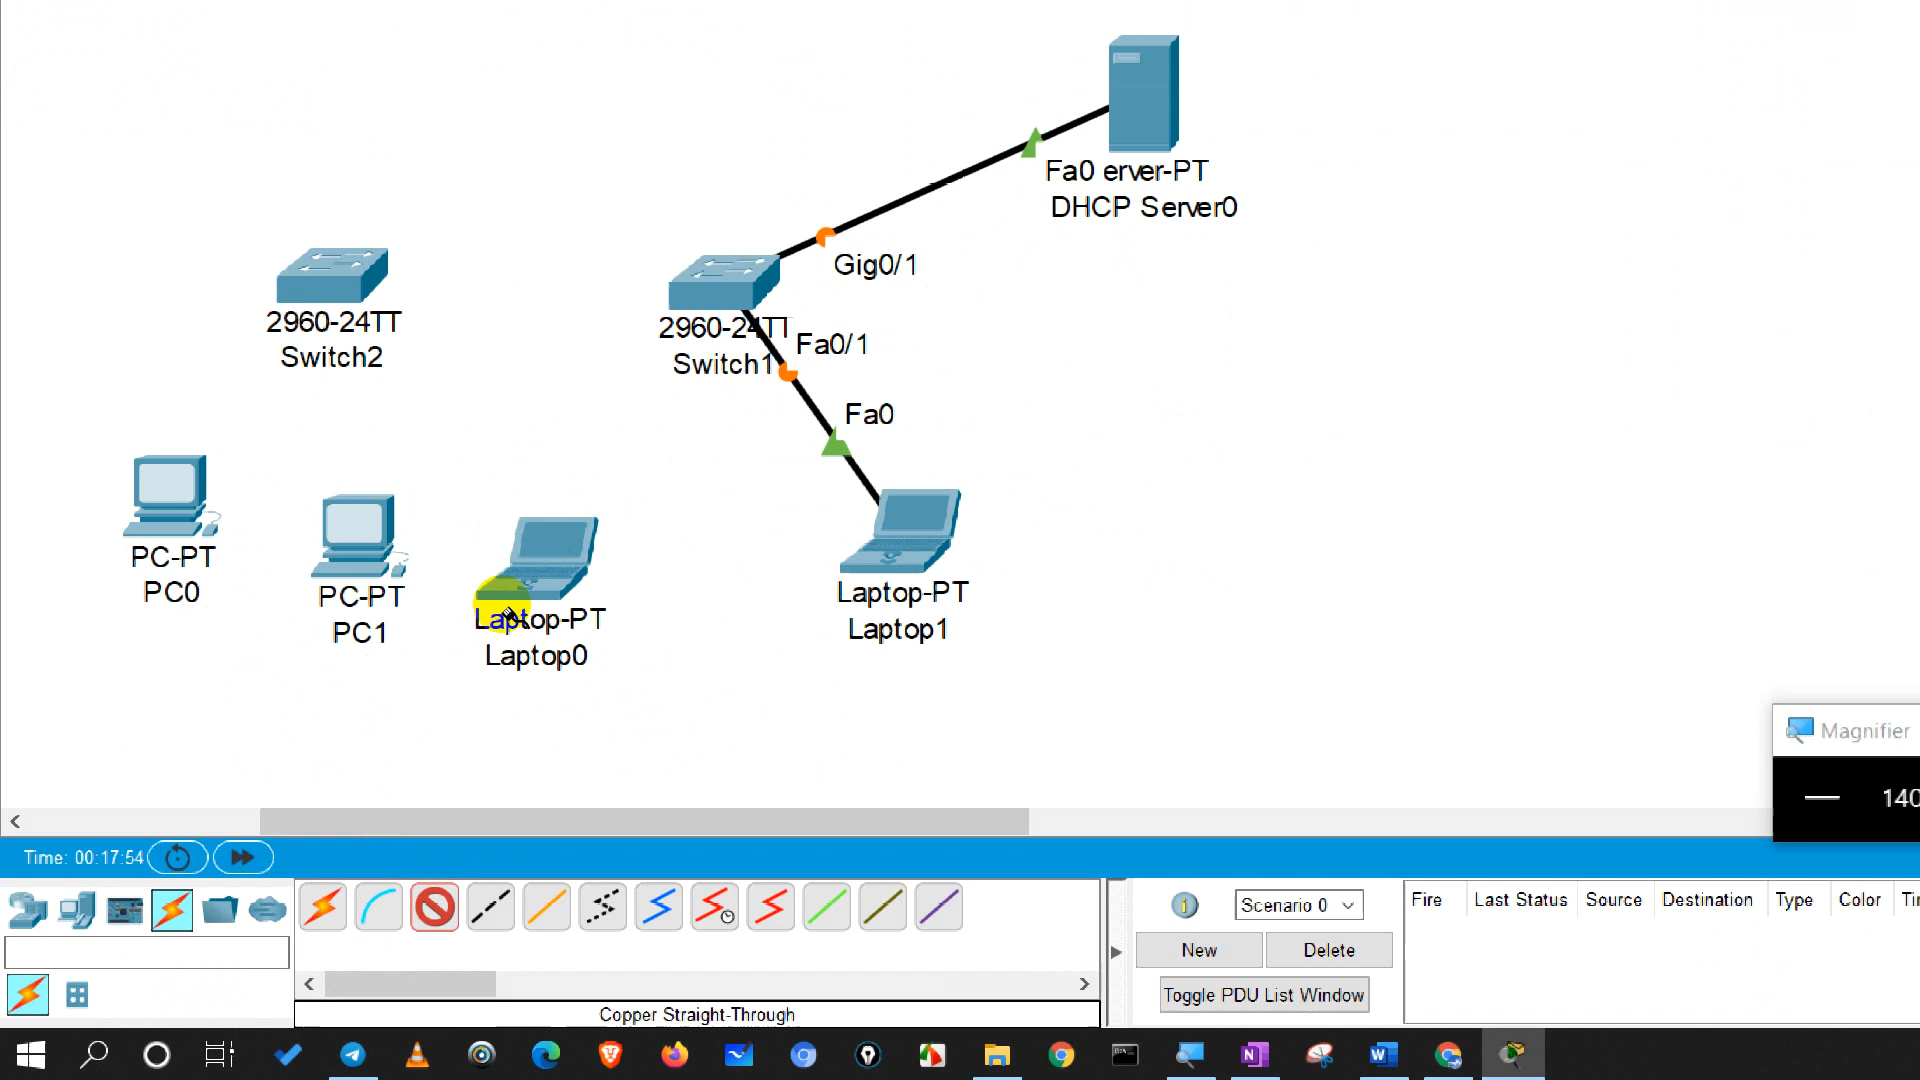 Fa0 erver-PT
DHCP Server0
Gig0/1
2960-24TT
Switch2
2960-24TT
Switch1
Fa0/1
Fa0
PC-PT
PC0
PC-PT
PC1
Laptop-PT
Laptop0
Laptop-PT
Laptop1
Magnifier
140
Time: 00:17:54
Scenario 0
New
Delete
Toggle PDU List Window
Fire
Last Status
Source
Destination
Type
Color
Copper Straight-Through